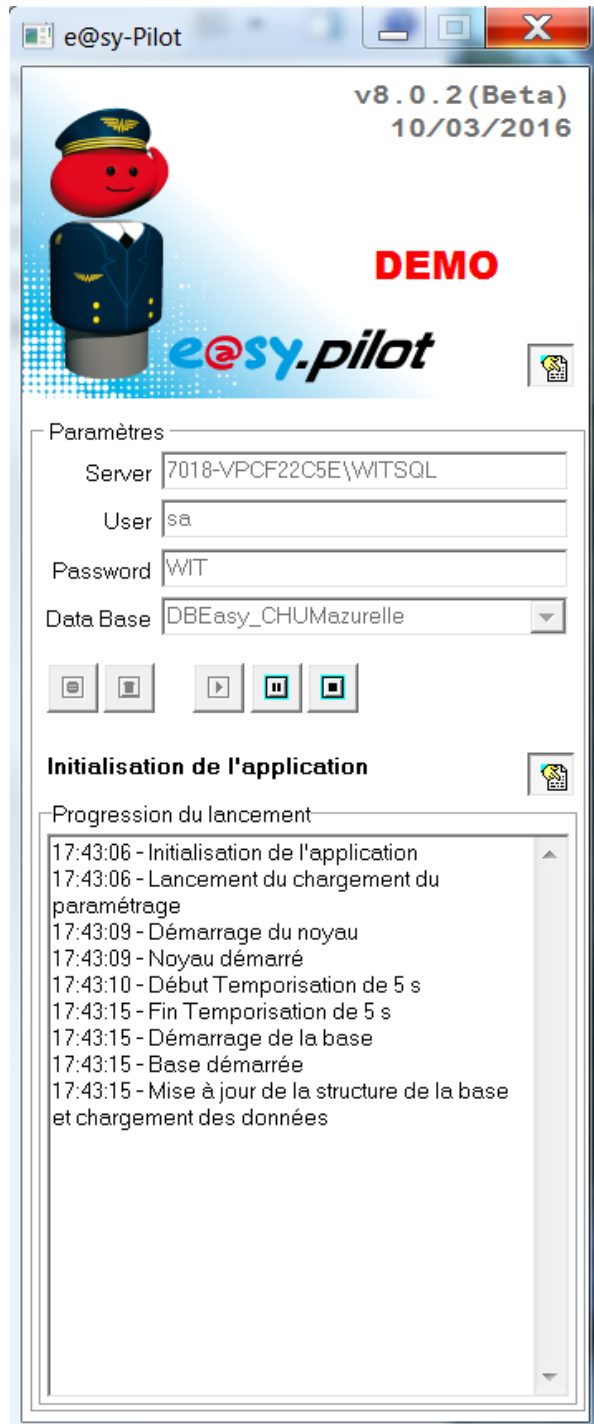 e@sy-Pilot
v8.0.2(Beta)
10/03/2016
DEMO
e@sy.pilot
Paramètres
Server 7018-VPCF22C5E\WITSQL
User sa
Password WIT
Data Base DBEasy_CHUMazurelle
Initialisation de l'application
Progression du lancement
17:43:06 - Initialisation de l'application
17:43:06 - Lancement du chargement du
paramétrage
17:43:09 - Démarrage du noyau
17:43:09 - Noyau démarré
17:43:10 - Début Temporisation de 5 s
17:43:15 - Fin Temporisation de 5 s
17:43:15 - Démarrage de la base
17:43:15 - Base démarrée
17:43:15 - Mise à jour de la structure de la base
et chargement des données